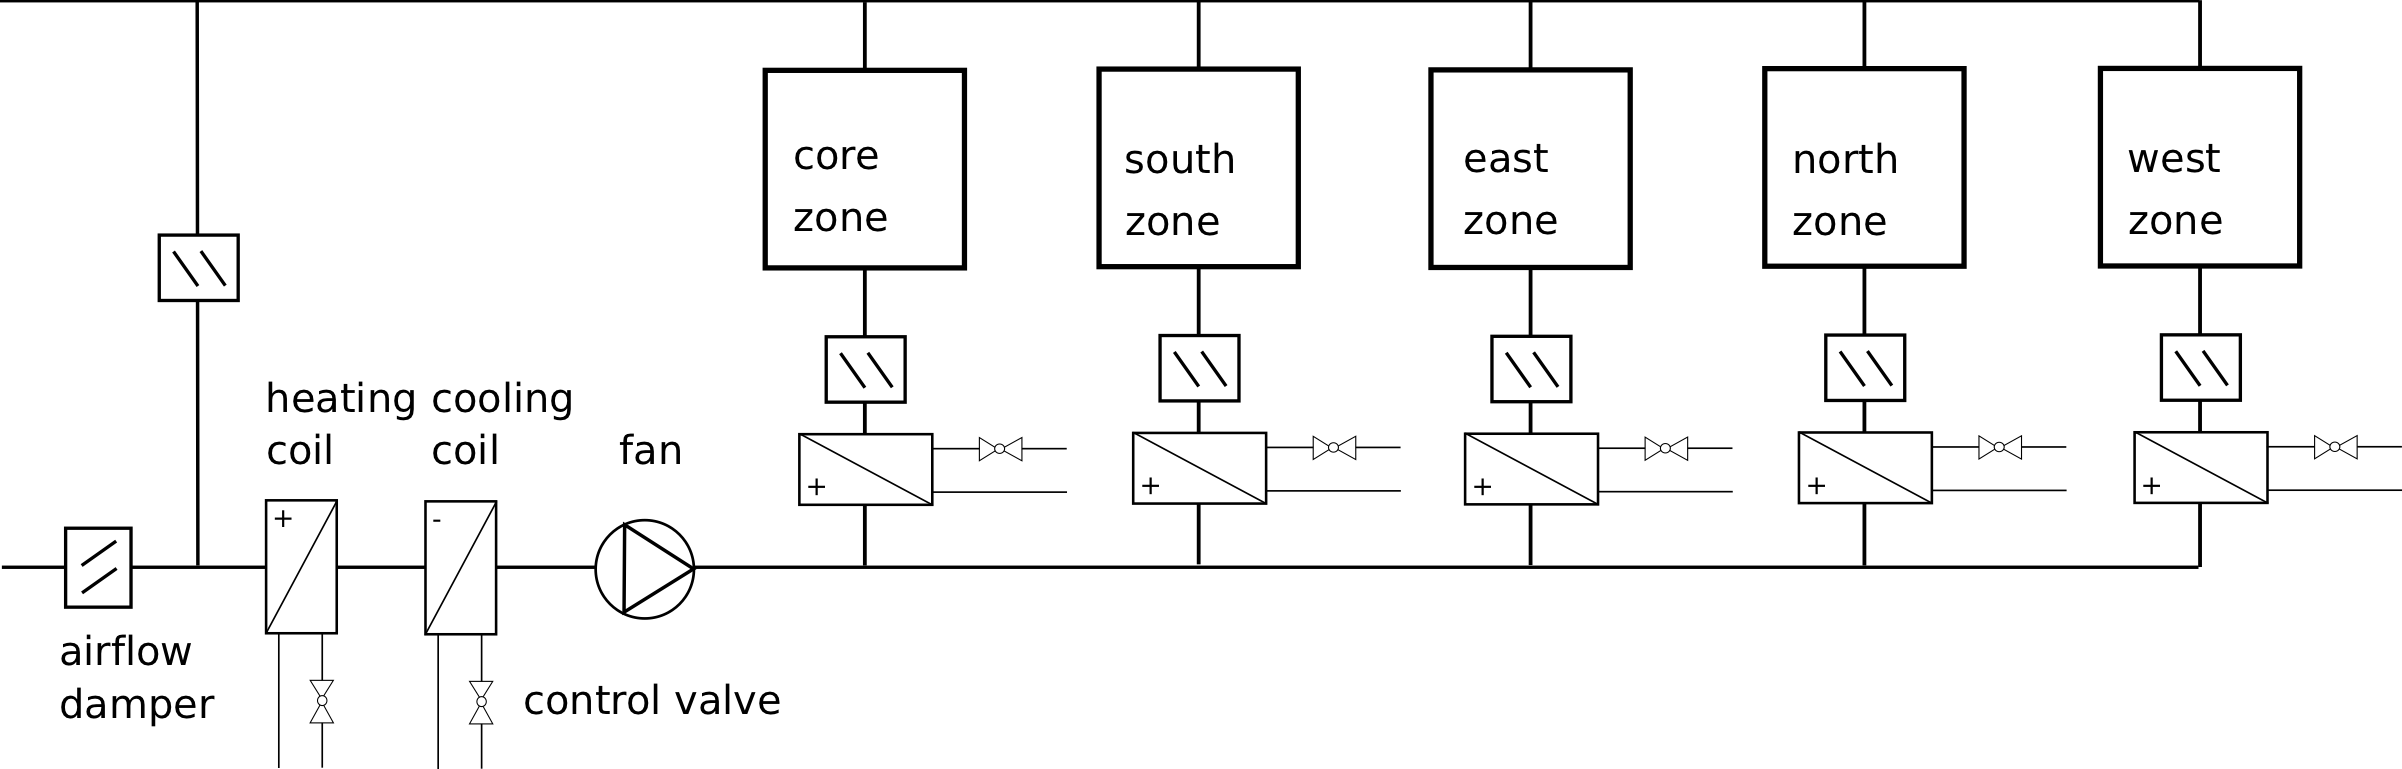 core
zone
south
zone
east
zone
north
zone
west
zone
heating
coil
cooling
coil
fan
+
-
+
+
+
+
+
airflow
damper
control valve